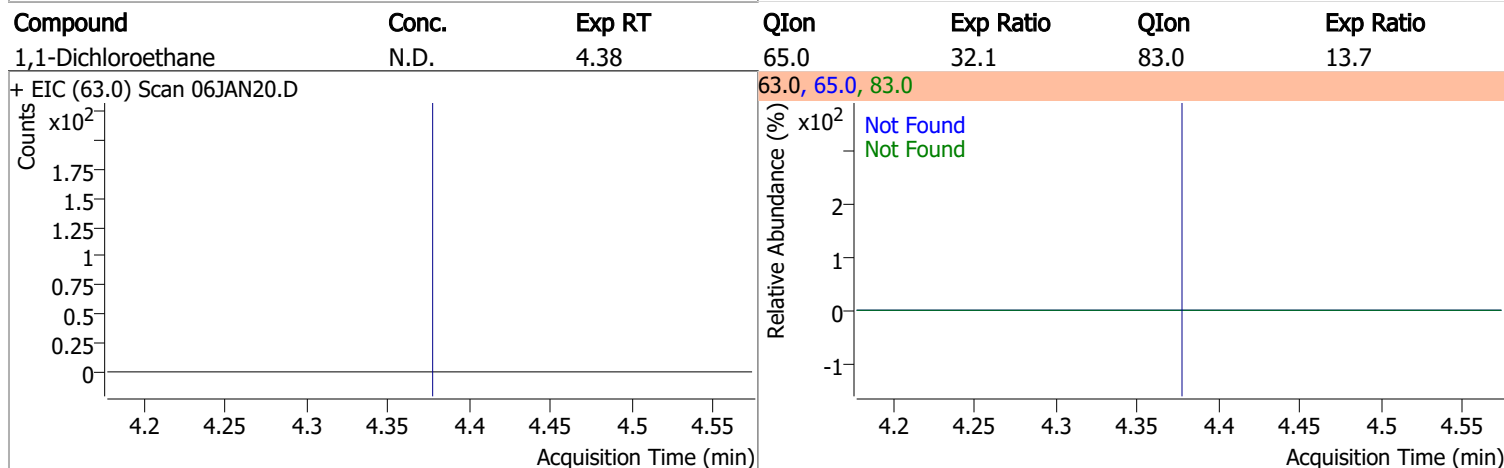 Compound Conc. Exp RT QIon Exp Ratio QIon Exp Ratio
1,1-Dichloroethane N.D. 4.38 65.0 32.1 83.0 13.7
+ EIC (63.0) Scan 06JAN20.D
Counts
x10²
1.75
1.5
1.25
1
0.75
0.5
0.25
0
4.2 4.25 4.3 4.35 4.4 4.45 4.5 4.55
Acquisition Time (min)
63.0, 65.0, 83.0
Relative Abundance (%)
x10²
Not Found
Not Found
2
1
0
-1
4.2 4.25 4.3 4.35 4.4 4.45 4.5 4.55
Acquisition Time (min)